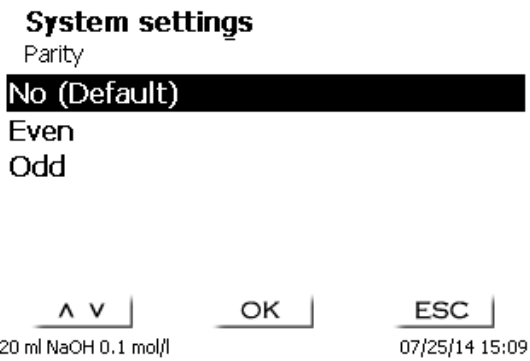 System settings
Parity
No (Default)
Even
Odd
∧ ∨ OK ESC
20 ml NaOH 0.1 mol/l 07/25/14 15:09